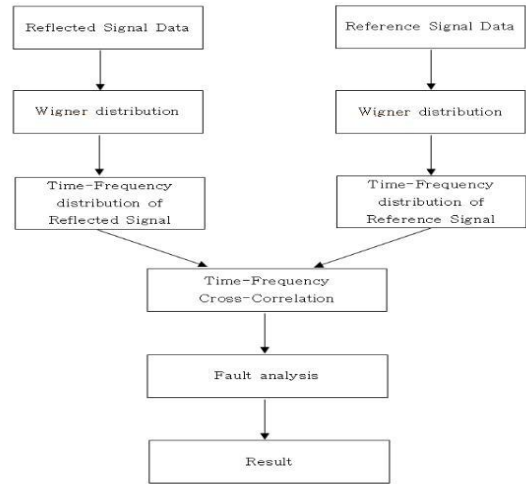 Reflected Signal Data
Reference Signal Data
Wigner distribution
Wigner distribution
Time-Frequency
distribution of
Reflected Signal
Time-Frequency
distribution of
Reference Signal
Time-Frequency
Cross-Correlation
Fault analysis
Result